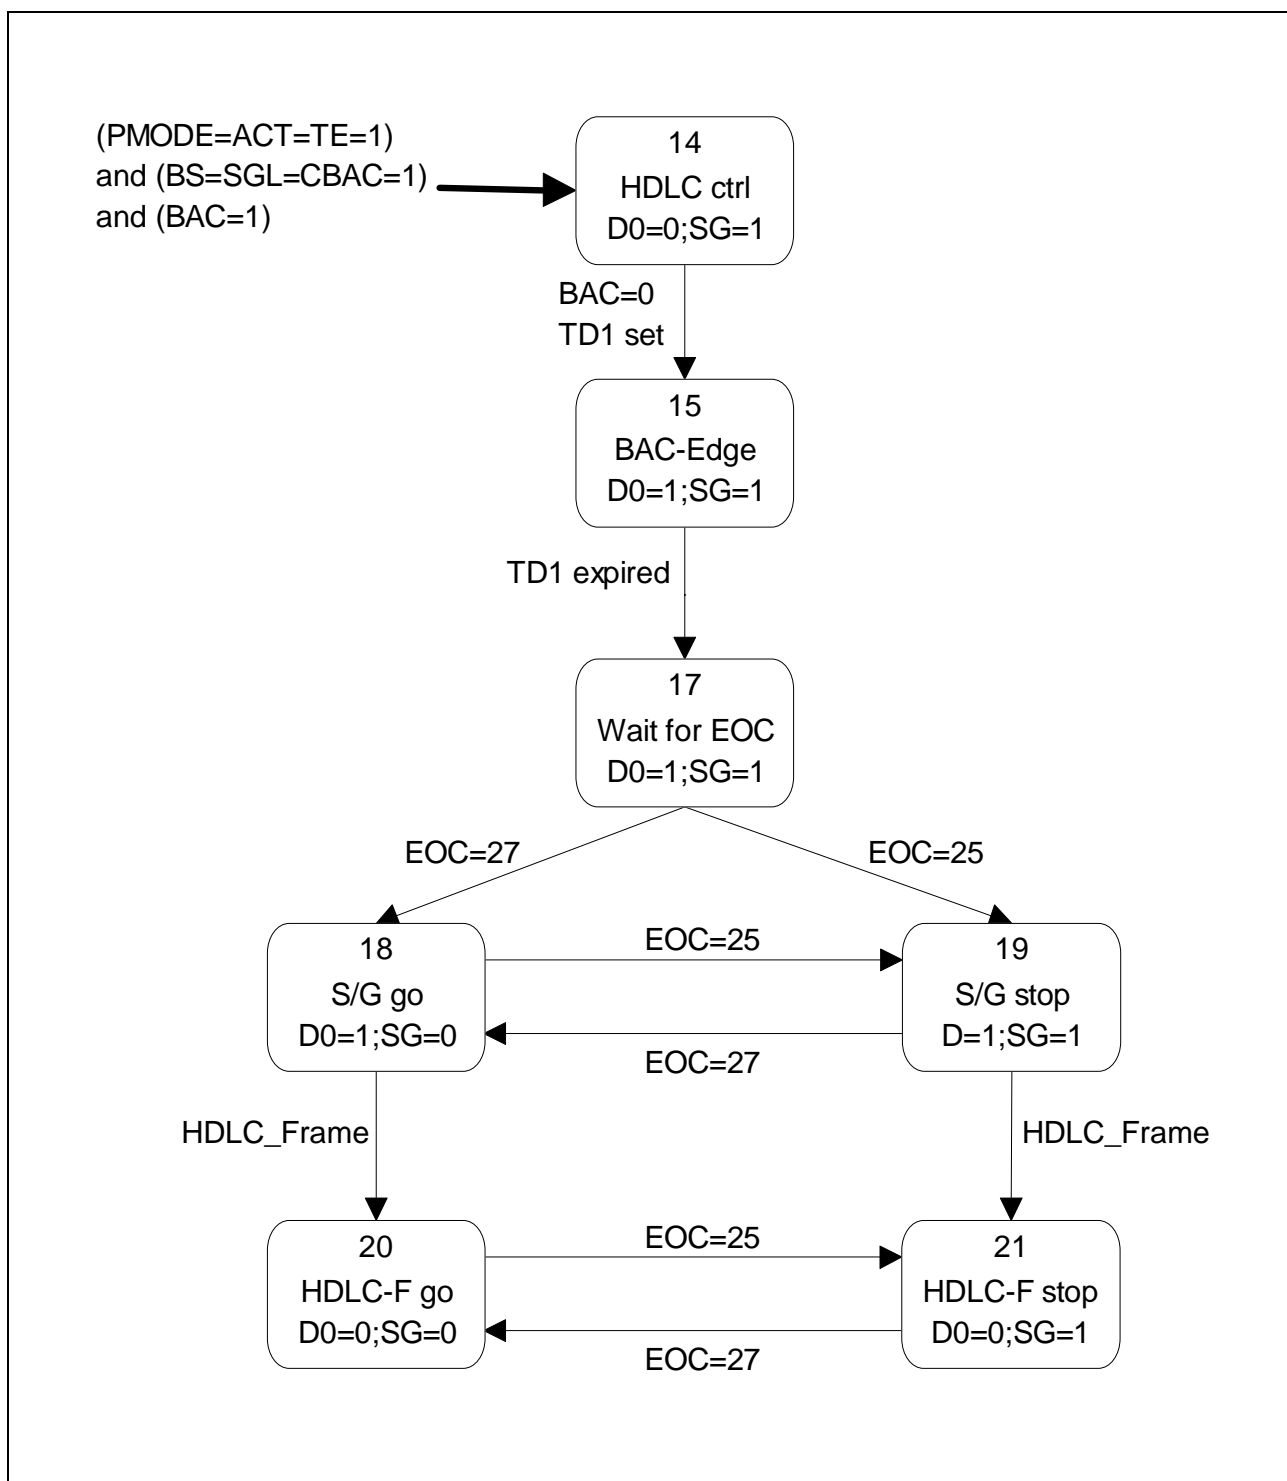 (PMODE=ACT=TE=1)
and (BS=SGL=CBAC=1)
and (BAC=1)
14
HDLC ctrl
D0=0;SG=1
BAC=0
TD1 set
15
BAC-Edge
D0=1;SG=1
TD1 expired
17
Wait for EOC
D0=1;SG=1
EOC=27
EOC=25
18
S/G go
D0=1;SG=0
EOC=25
EOC=27
19
S/G stop
D=1;SG=1
HDLC_Frame
HDLC_Frame
20
HDLC-F go
D0=0;SG=0
EOC=25
EOC=27
21
HDLC-F stop
D0=0;SG=1